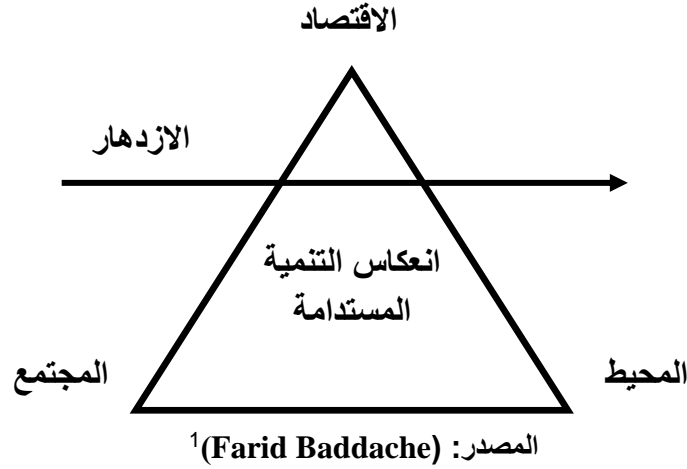 الاقتصاد
الازدهار
انعكاس التنمية
المستدامة
المحيط
المجتمع
المصدر: (Farid Baddache)¹